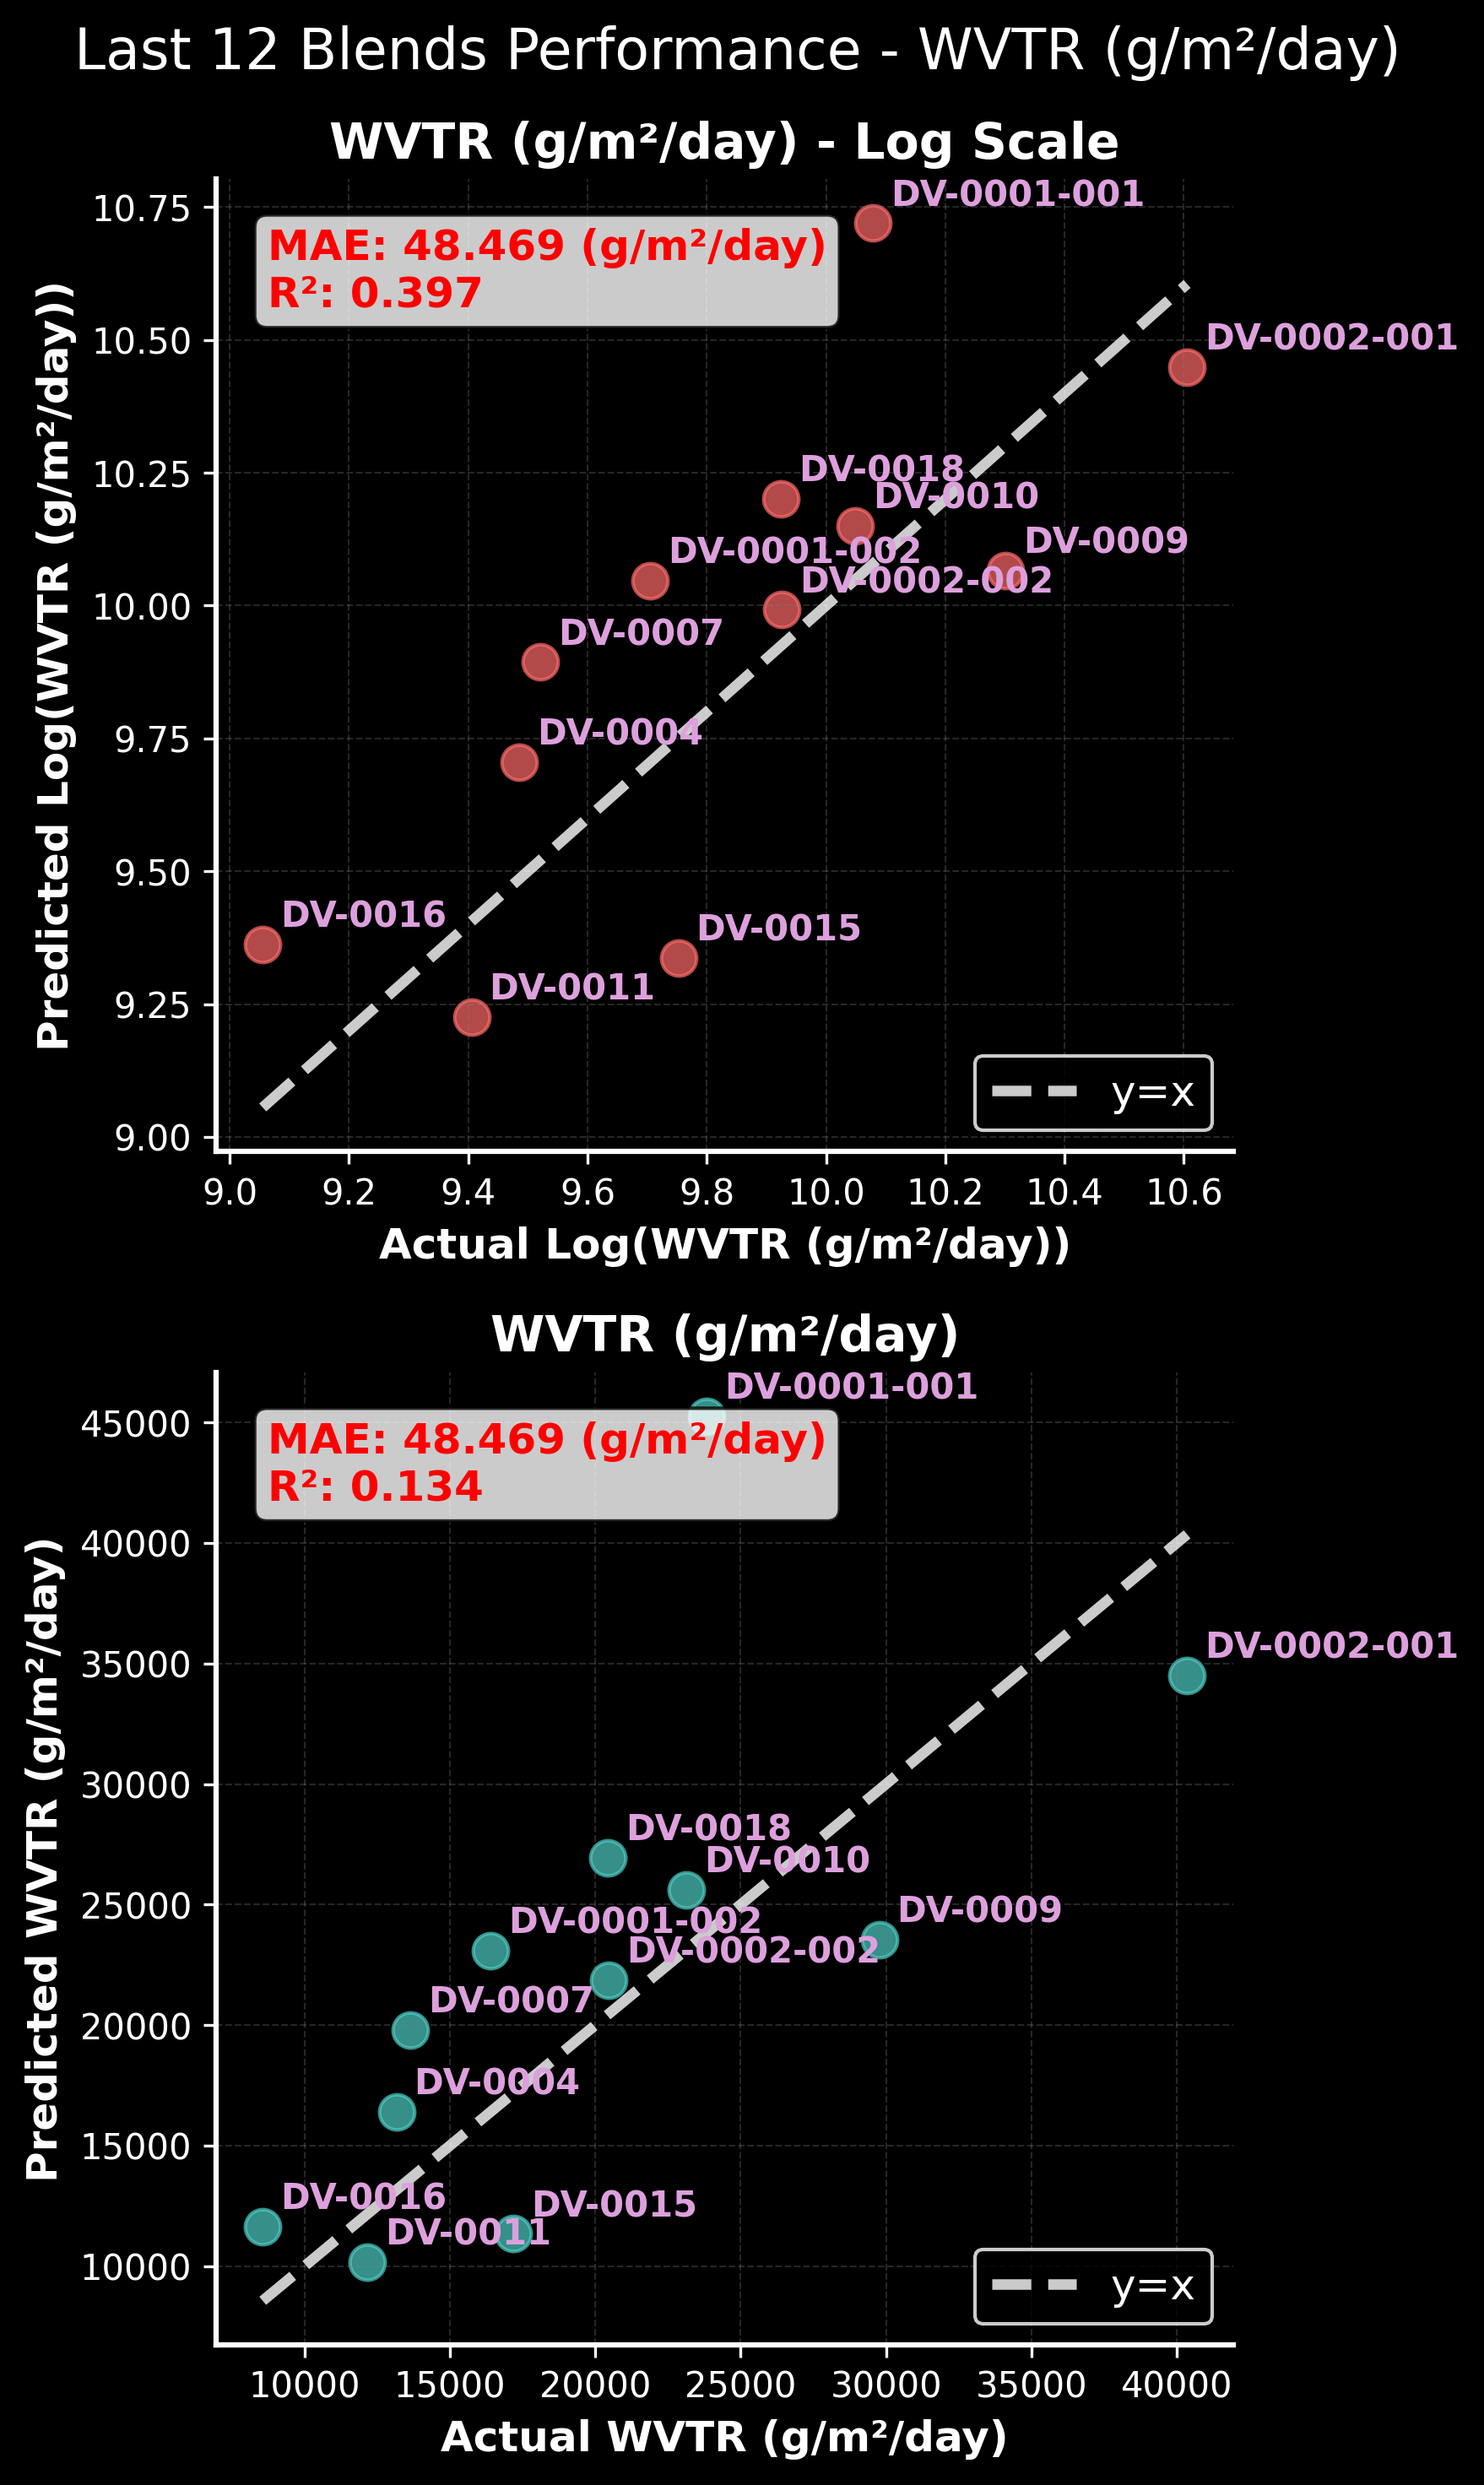 Last 12 Blends Performance - WVTR (g/m²/day)
WVTR (g/m²/day) - Log Scale
MAE: 48.469 (g/m²/day)
R²: 0.397
DV-0001-001
DV-0002-001
DV-0018
DV-0010
DV-0009
DV-0001-002
DV-0002-002
DV-0007
DV-0004
DV-0016
DV-0015
DV-0011
y=x
10.75
10.50
10.25
10.00
9.75
9.50
9.25
9.00
Predicted Log(WVTR (g/m²/day))
9.0 9.2 9.4 9.6 9.8 10.0 10.2 10.4 10.6
Actual Log(WVTR (g/m²/day))
WVTR (g/m²/day)
MAE: 48.469 (g/m²/day)
R²: 0.134
DV-0001-001
DV-0002-001
DV-0018
DV-0010
DV-0009
DV-0001-002
DV-0002-002
DV-0007
DV-0004
DV-0016
DV-0015
DV-0011
y=x
45000
40000
35000
30000
25000
20000
15000
10000
Predicted WVTR (g/m²/day)
10000 15000 20000 25000 30000 35000 40000
Actual WVTR (g/m²/day)